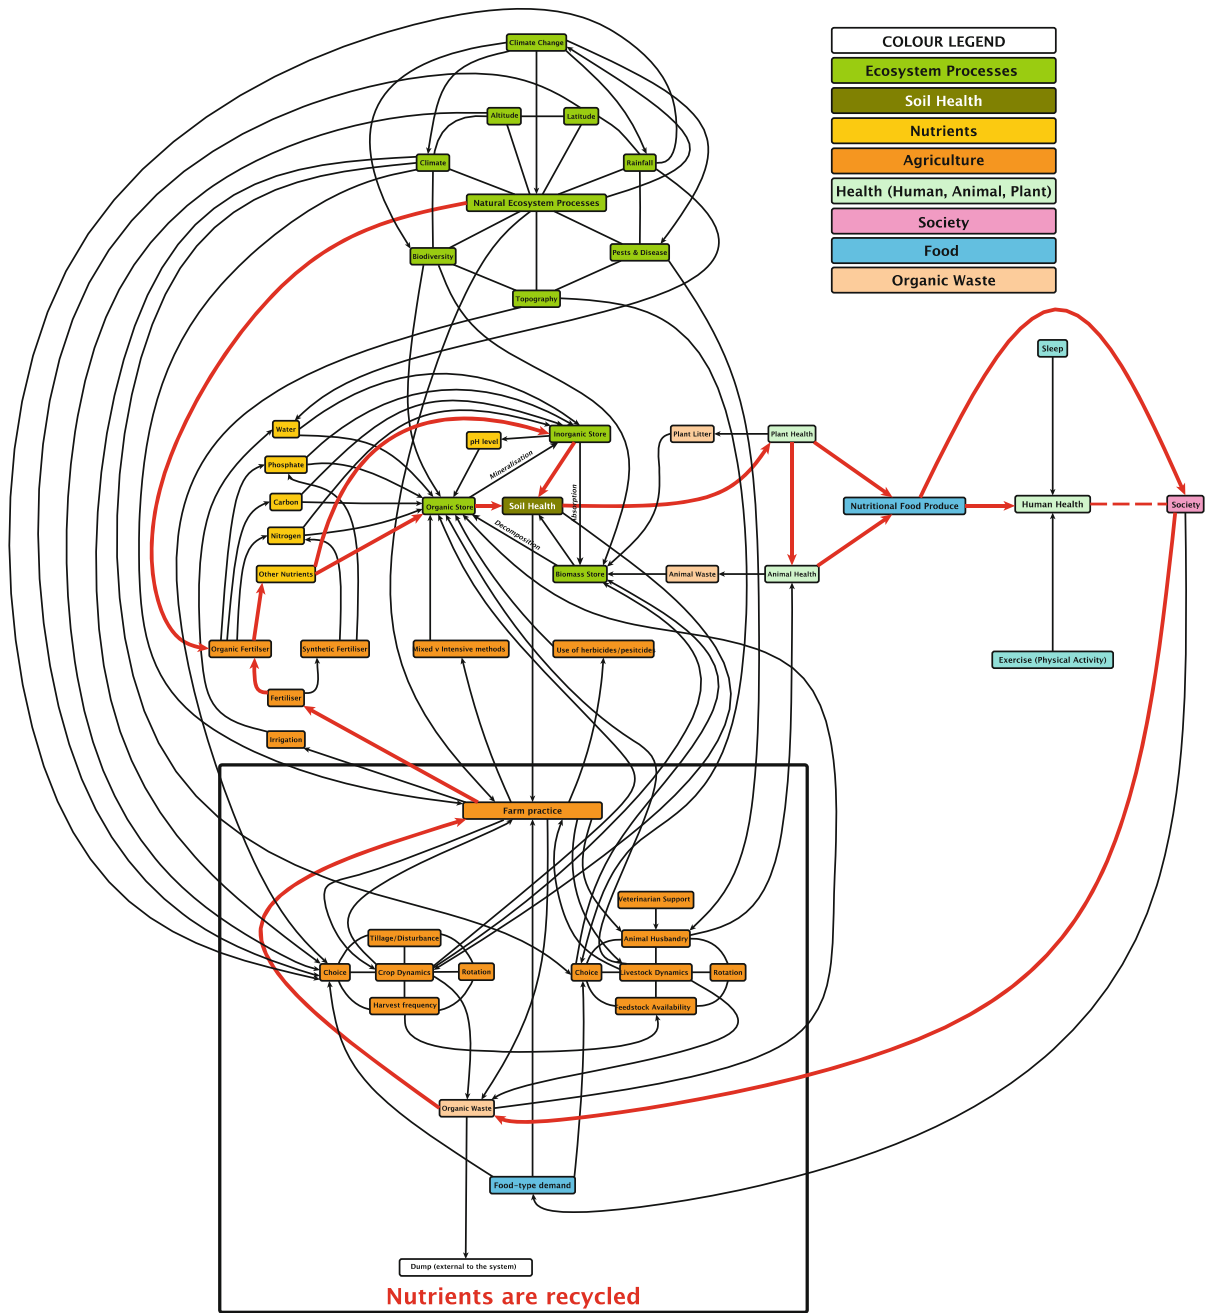 Climate Change
COLOUR LEGEND
Ecosystem Processes
Soil Health
Nutrients
Agriculture
Health (Human, Animal, Plant)
Society
Food
Organic Waste
Altitude
Latitude
Climate
Rainfall
Natural Ecosystem Processes
Biodiversity
Pests & Disease
Topography
Sleep
Water
pH level
Inorganic Store
Plant Litter
Plant Health
Mineralisation
Phosphate
Carbon
Organic Store
Soil Health
Absorption
Nutritional Food Produce
Human Health
Society
Nitrogen
Decomposition
Other Nutrients
Biomass Store
Animal Waste
Animal Health
Organic Fertilser
Synthetic Fertiliser
Mixed v Intensive methods
Use of herbicides/pesitcides
Exercise (Physical Activity)
Fertiliser
Irrigation
Farm practice
Veterinarian Support
Tillage/Disturbance
Animal Husbandry
Choice
Crop Dynamics
Rotation
Choice
Livestock Dynamics
Rotation
Harvest frequency
Feedstock Availability
Organic Waste
Food-type demand
Dump (external to the system)
Nutrients are recycled